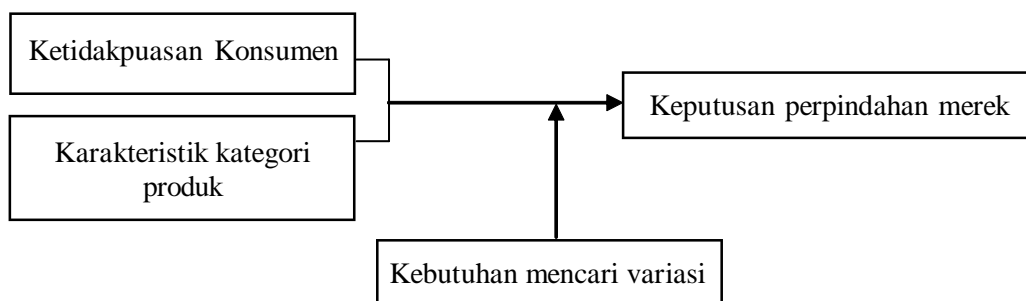 Ketidakpuasan Konsumen
Karakteristik kategori
produk
Keputusan perpindahan merek
Kebutuhan mencari variasi